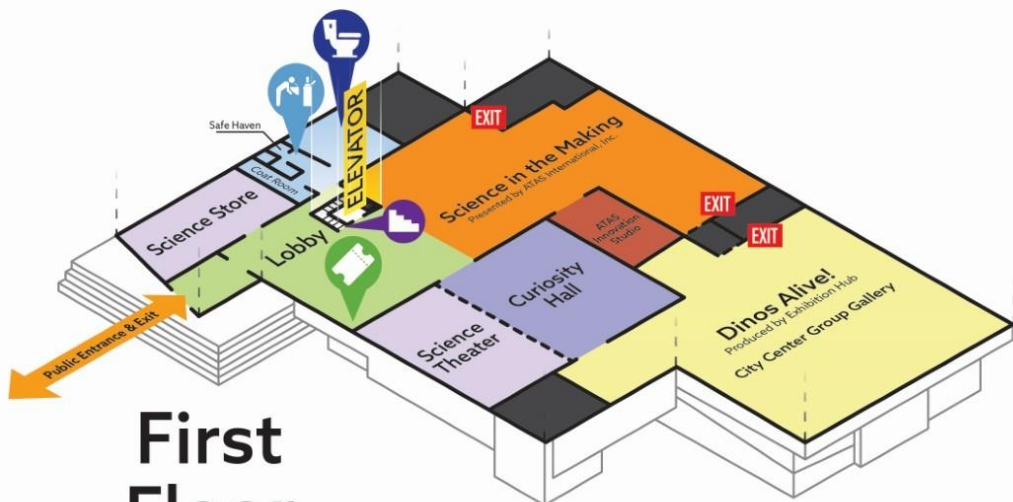 Safe Haven
Coat Room
ELEVATOR
EXIT
Science in the Making
Presented by ATAS International, Inc.
Science Store
Lobby
ATAS
Innovation
Studio
EXIT
EXIT
Curiosity
Hall
Dinos Alive!
Produced by Exhibition Hub
City Center Group Gallery
Science
Theater
Public Entrance & Exit
First
Floor